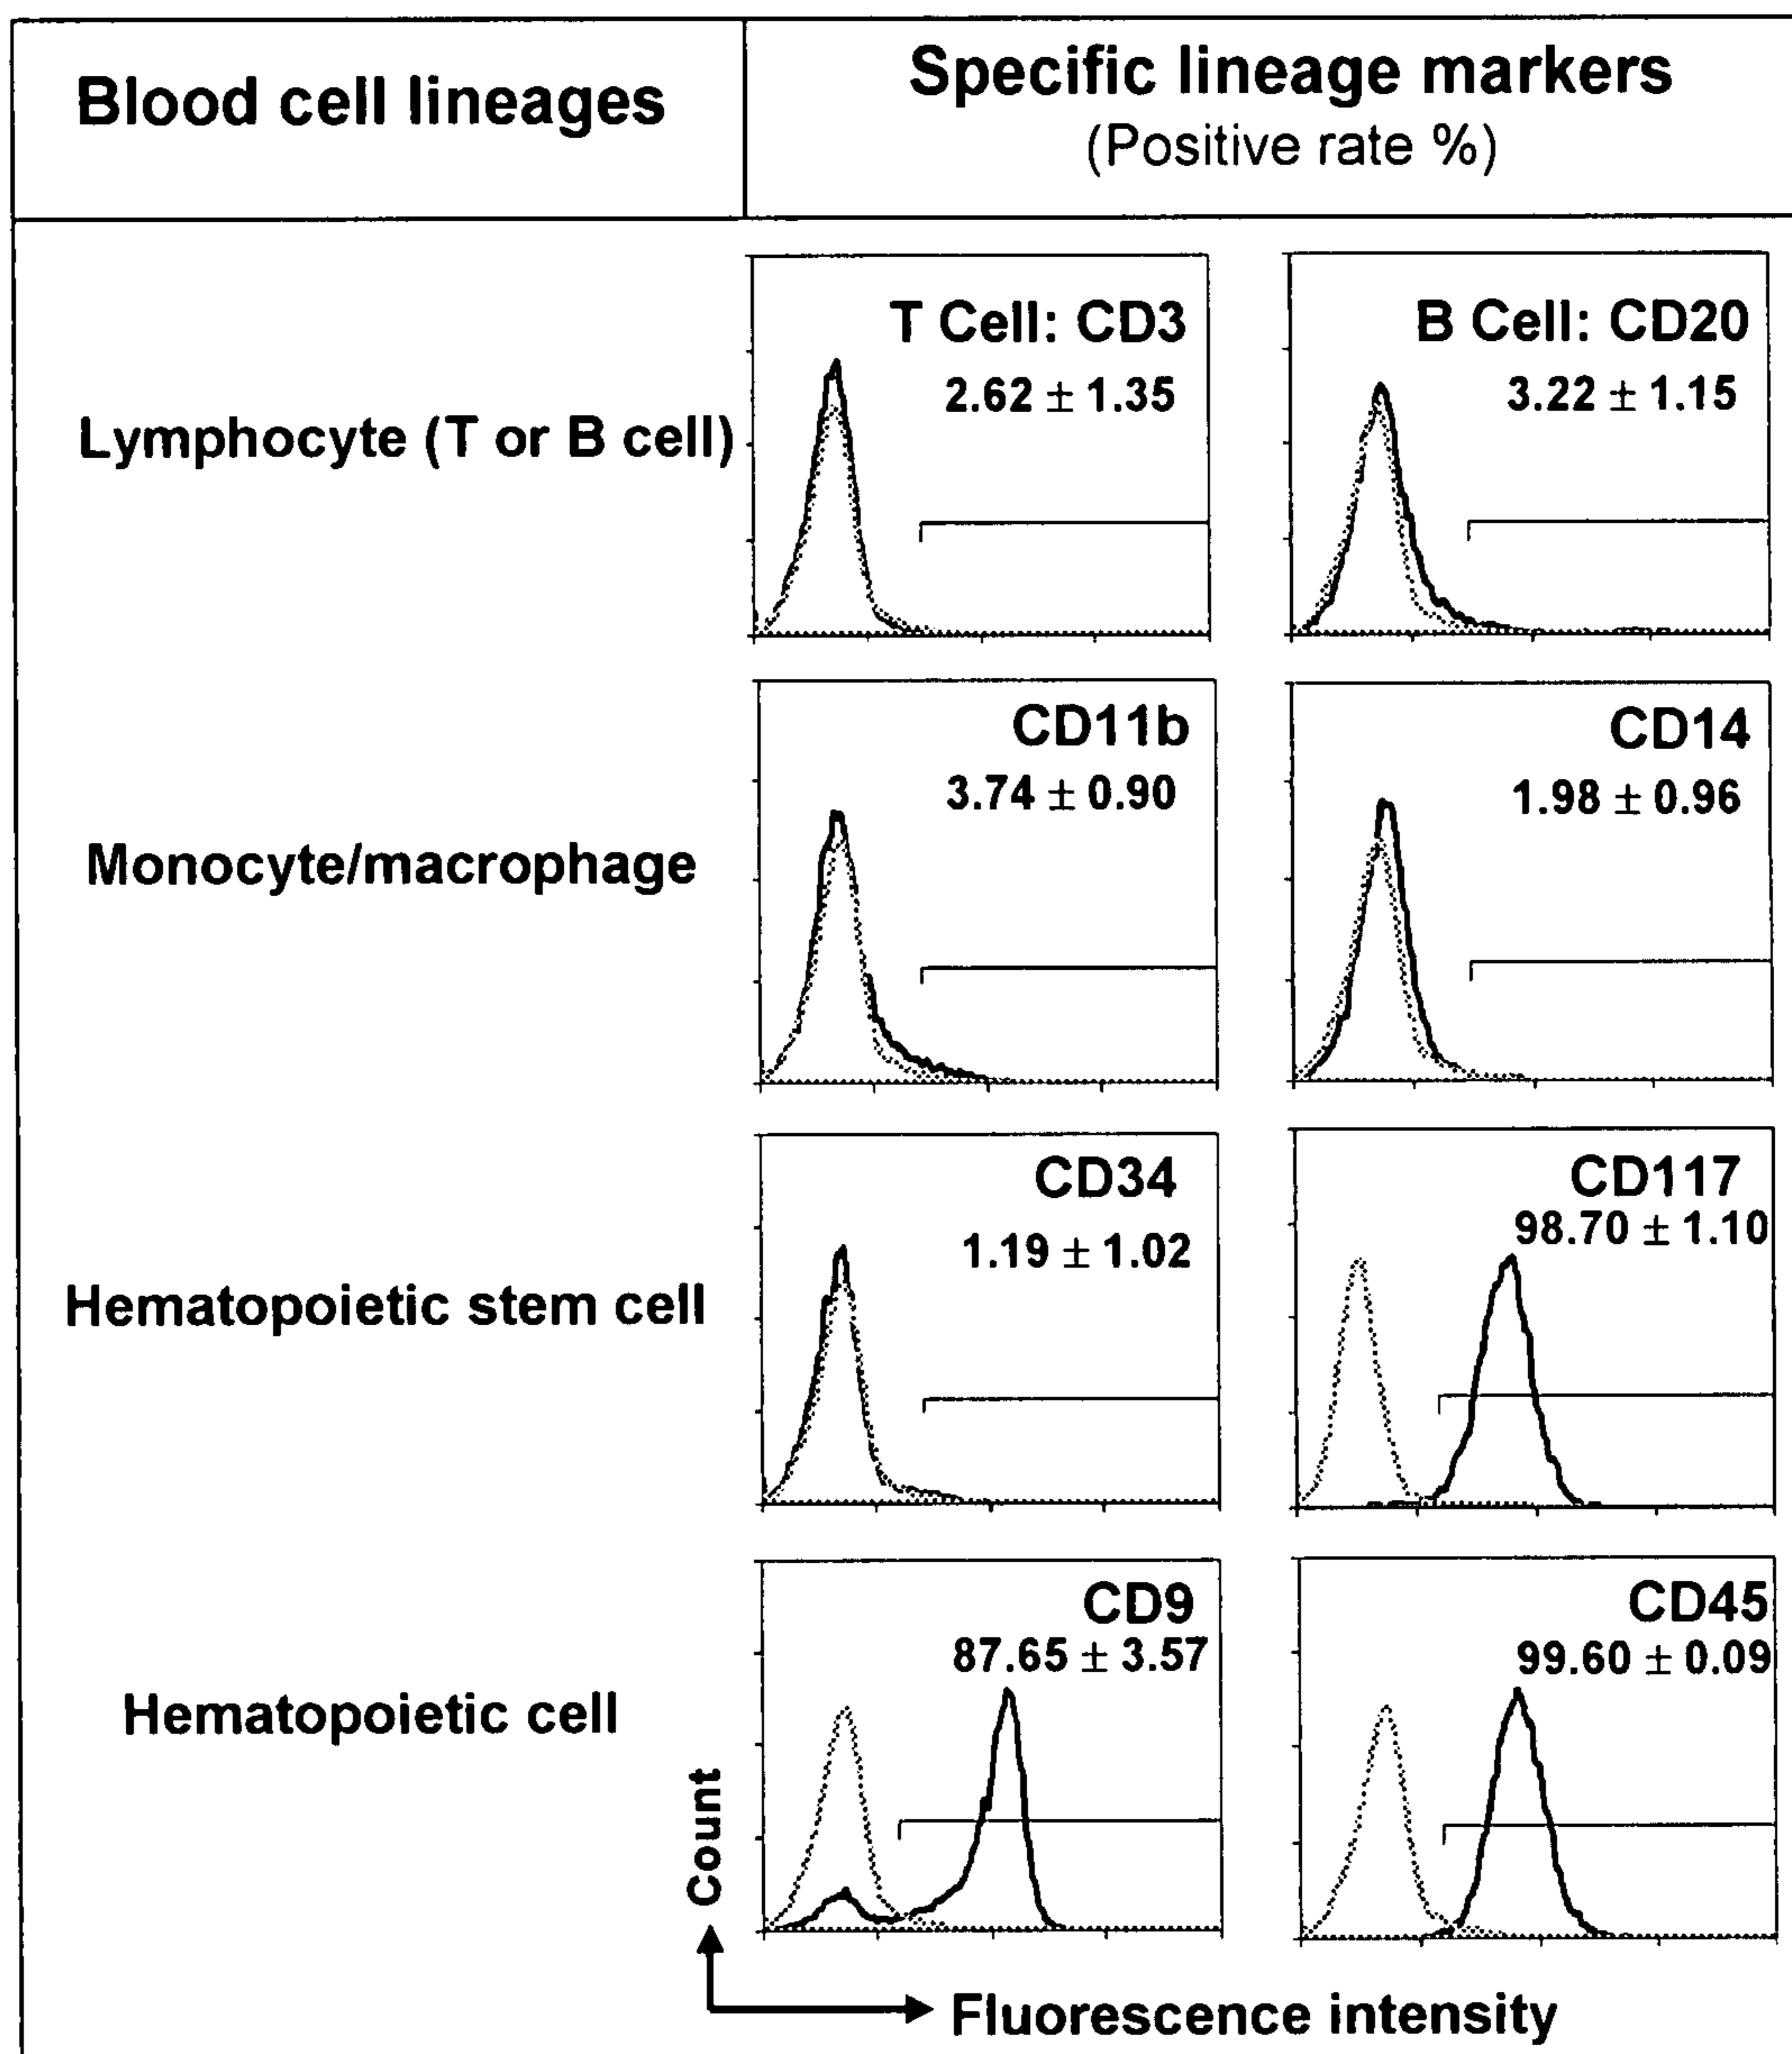 Blood cell lineages
Specific lineage markers
(Positive rate %)
Lymphocyte (T or B cell)
T Cell: CD3
2.62 ± 1.35
B Cell: CD20
3.22 ± 1.15
Monocyte/macrophage
CD11b
3.74 ± 0.90
CD14
1.98 ± 0.96
Hematopoietic stem cell
CD34
1.19 ± 1.02
CD117
98.70 ± 1.10
Hematopoietic cell
CD9
87.65 ± 3.57
CD45
99.60 ± 0.09
Count
Fluorescence intensity